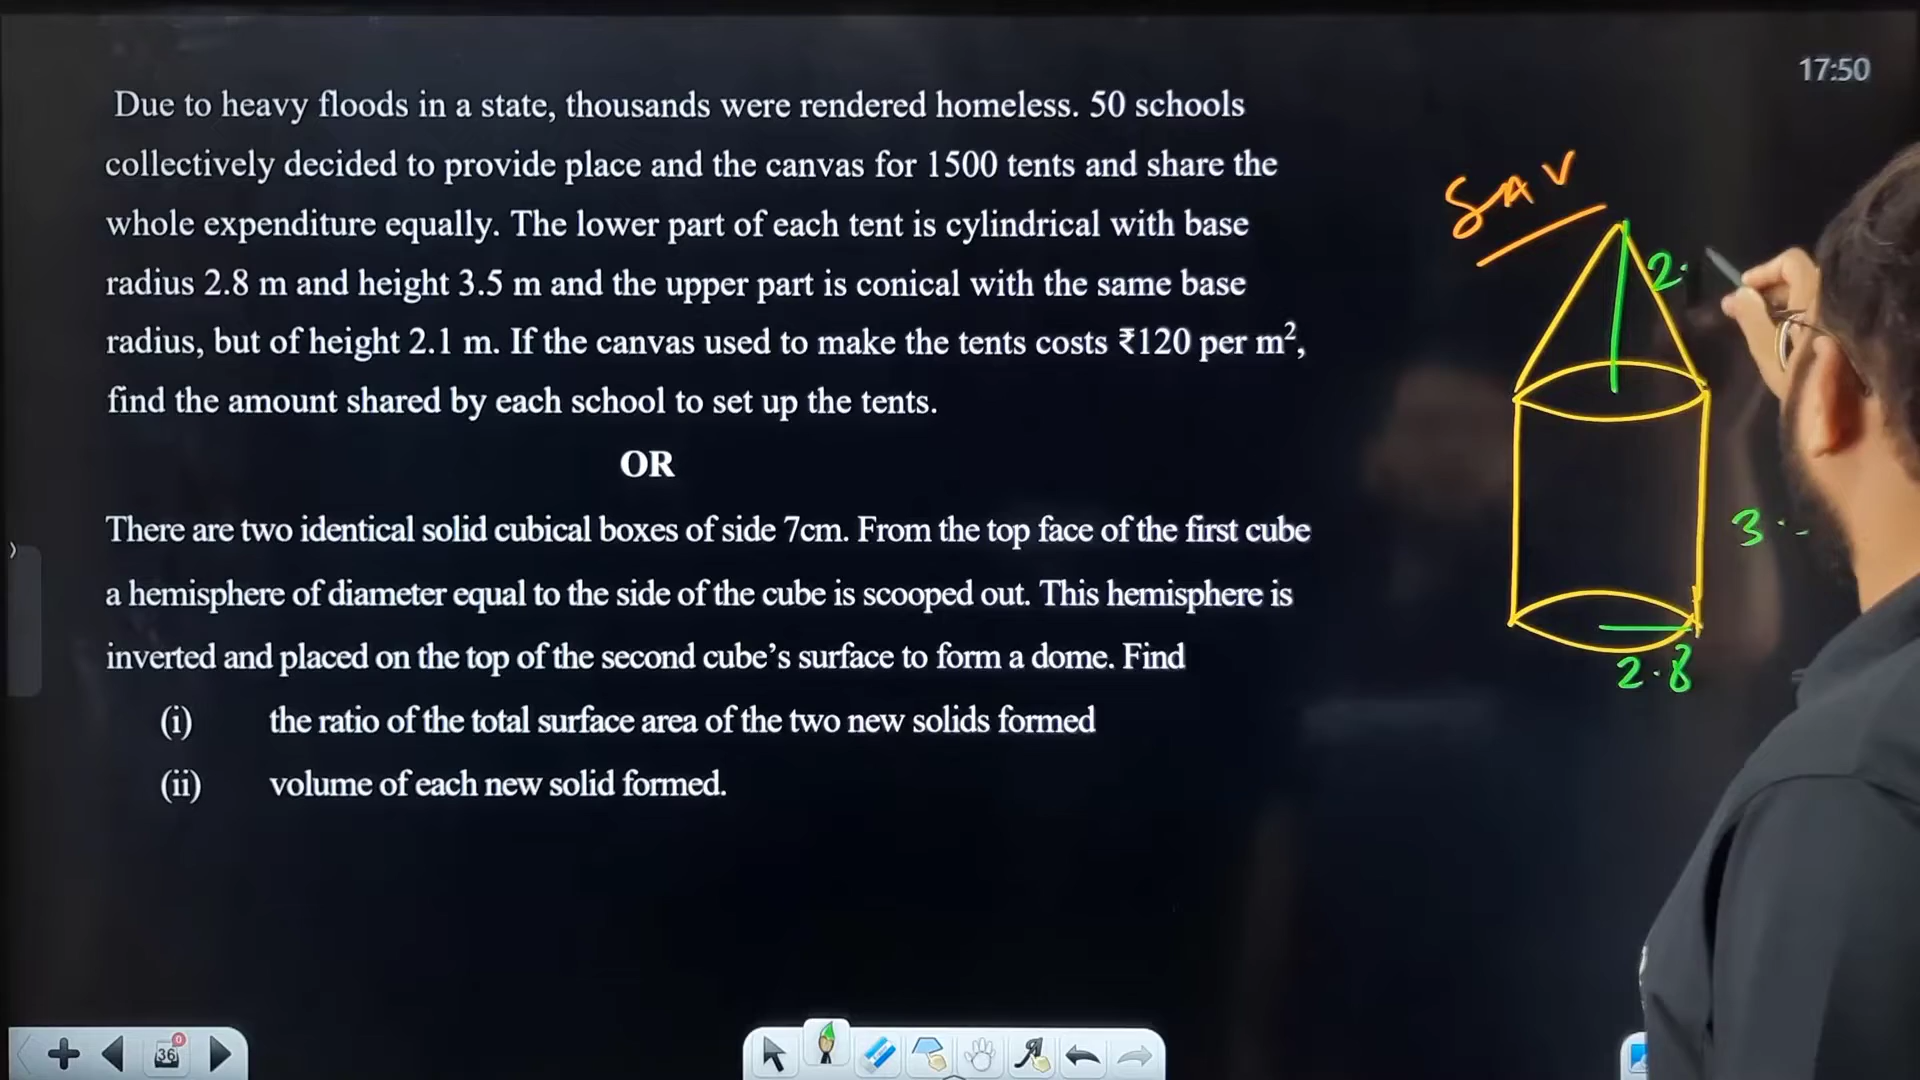 17:50
Due to heavy floods in a state, thousands were rendered homeless. 50 schools
collectively decided to provide place and the canvas for 1500 tents and share the
whole expenditure equally. The lower part of each tent is cylindrical with base
radius 2.8 m and height 3.5 m and the upper part is conical with the same base
radius, but of height 2.1 m. If the canvas used to make the tents costs ₹120 per m²,
find the amount shared by each school to set up the tents.
OR
There are two identical solid cubical boxes of side 7cm. From the top face of the first cube
a hemisphere of diameter equal to the side of the cube is scooped out. This hemisphere is
inverted and placed on the top of the second cube's surface to form a dome. Find
(i) the ratio of the total surface area of the two new solids formed
(ii) volume of each new solid formed.
SAV
2.
3.
2.8
36
0